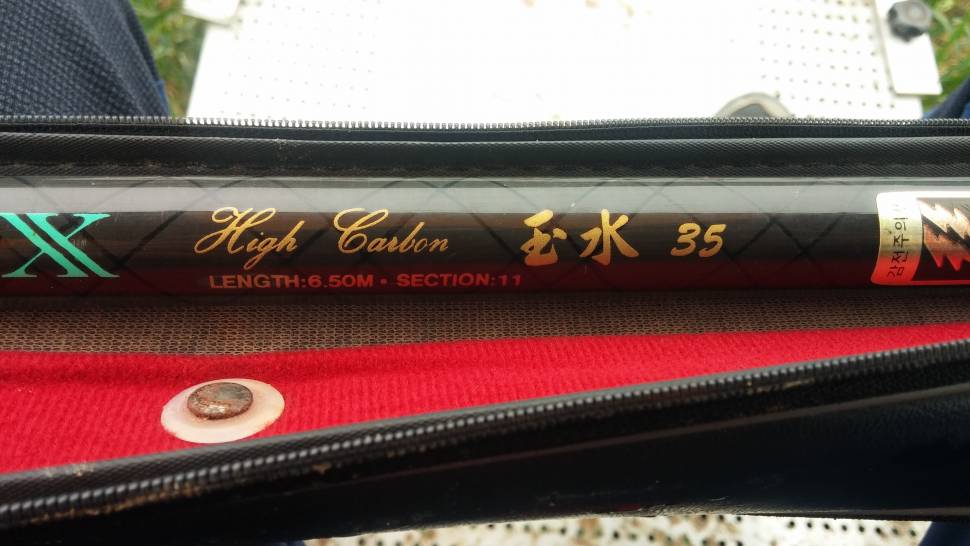 X High Carbon 玉水 35
LENGTH:6.50M • SECTION:11
감전주의